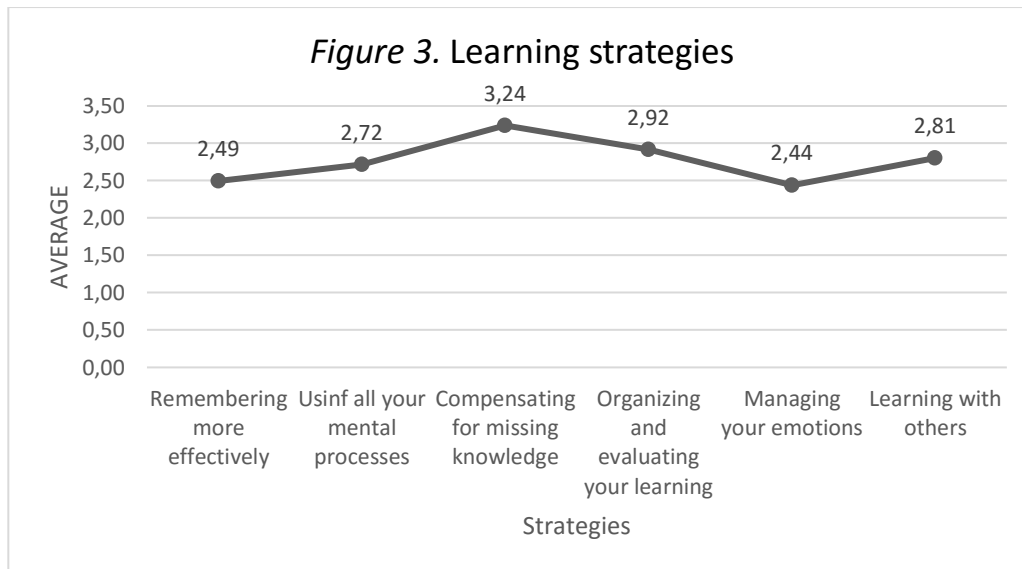 Figure 3. Learning strategies
3,50
3,00
2,50
2,00
1,50
1,00
0,50
0,00
AVERAGE
2,49
2,72
3,24
2,92
2,44
2,81
Remembering
more
effectively
Usinf all your
mental
processes
Compensating
for missing
knowledge
Organizing
and
evaluating
your learning
Managing
your emotions
Learning with
others
Strategies